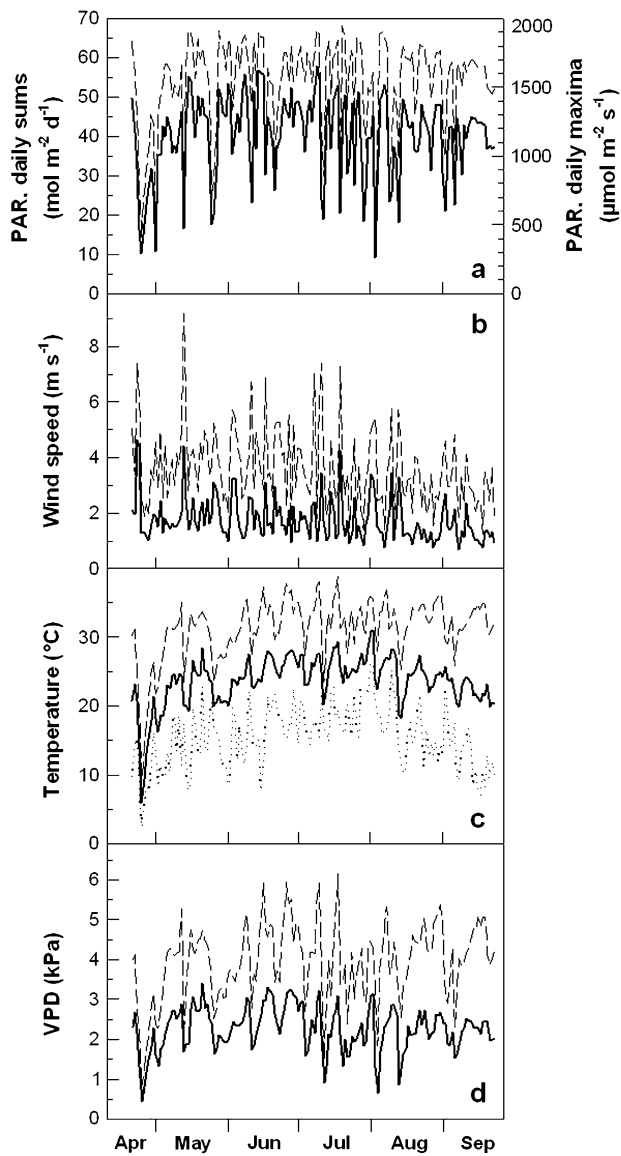 70
60
50
40
30
20
10
0
PAR. daily sums
(mol m⁻² d⁻¹)
2000
1500
1000
500
0
PAR. daily maxima
(µmol m⁻² s⁻¹)
a
b
8
6
4
2
0
Wind speed (m s⁻¹)
30
20
10
0
Temperature (°C)
c
6
5
4
3
2
1
0
VPD (kPa)
d
Apr May Jun Jul Aug Sep